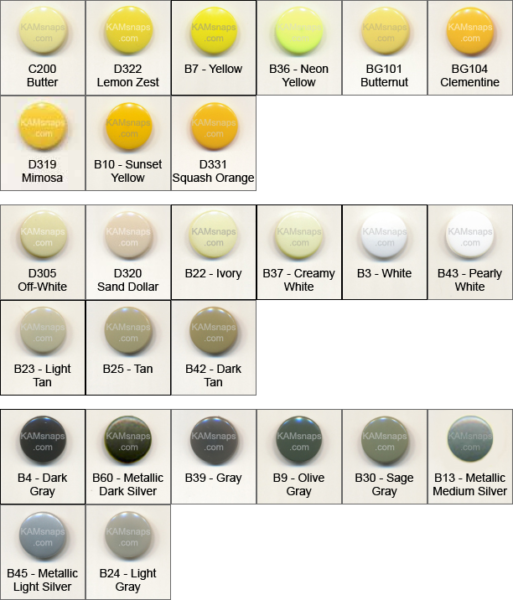 KAMsnaps
.com
C200
Butter
KAMsnaps
.com
D322
Lemon Zest
KAMsnaps
.com
B7 - Yellow
KAMsnaps
.com
B36 - Neon
Yellow
KAMsnaps
.com
BG101
Butternut
KAMsnaps
.com
BG104
Clementine
KAMsnaps
.com
D319
Mimosa
KAMsnaps
.com
B10 - Sunset
Yellow
KAMsnaps
.com
D331
Squash Orange
KAMsnaps
.com
D305
Off-White
KAMsnaps
.com
D320
Sand Dollar
KAMsnaps
.com
B22 - Ivory
KAMsnaps
.com
B37 - Creamy
White
KAMsnaps
.com
B3 - White
KAMsnaps
.com
B43 - Pearly
White
KAMsnaps
.com
B23 - Light
Tan
KAMsnaps
.com
B25 - Tan
KAMsnaps
.com
B42 - Dark
Tan
KAMsnaps
.com
B4 - Dark
Gray
KAMsnaps
.com
B60 - Metallic
Dark Silver
KAMsnaps
.com
B39 - Gray
KAMsnaps
.com
B9 - Olive
Gray
KAMsnaps
.com
B30 - Sage
Gray
KAMsnaps
.com
B13 - Metallic
Medium Silver
KAMsnaps
.com
B45 - Metallic
Light Silver
KAMsnaps
.com
B24 - Light
Gray